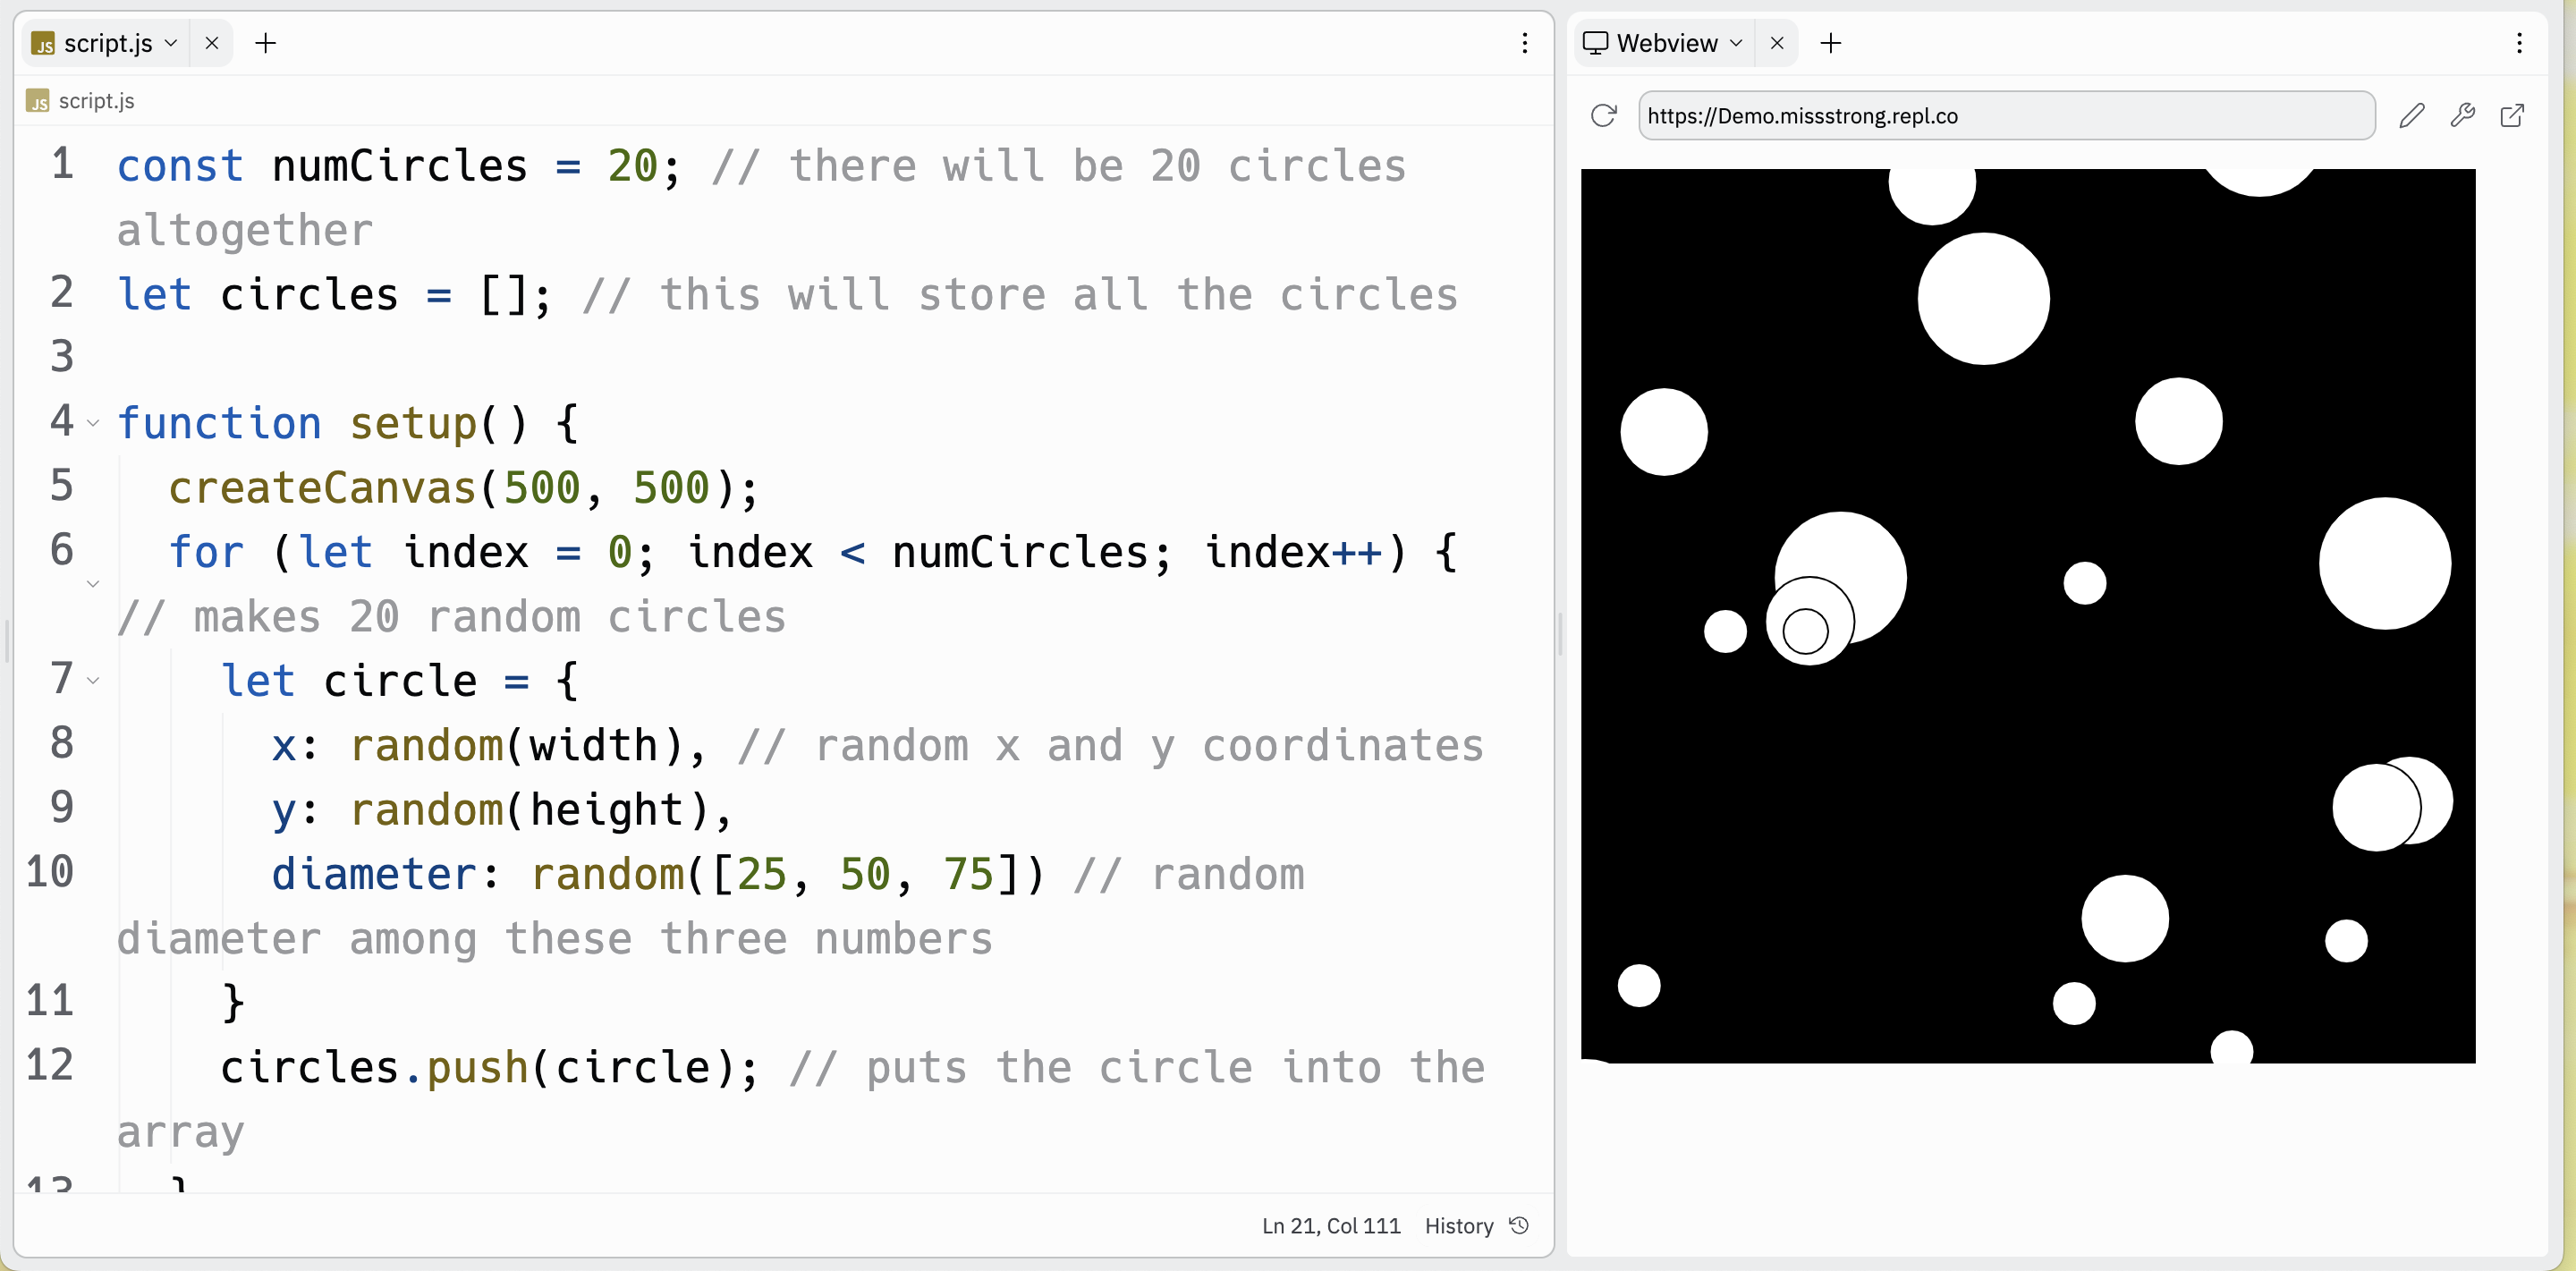 script.js
script.js
1 const numCircles = 20; // there will be 20 circles
altogether
2 let circles = []; // this will store all the circles
3
4 function setup() {
5 createCanvas(500, 500);
6 for (let index = 0; index < numCircles; index++) {
// makes 20 random circles
7 let circle = {
8 x: random(width), // random x and y coordinates
9 y: random(height),
10 diameter: random([25, 50, 75]) // random
diameter among these three numbers
11 }
12 circles.push(circle); // puts the circle into the
array
13 }
Ln 21, Col 111 History
Webview
https://Demo.missstrong.repl.co